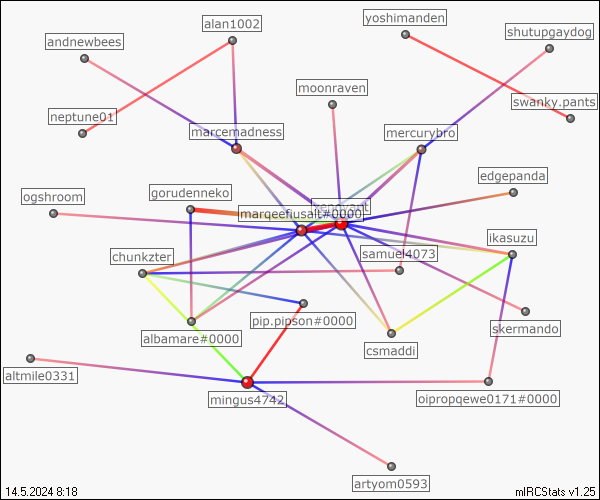 alan1002
yoshimanden
shutupgaydog
andnewbees
moonraven
swanky.pants
neptune01
marcemadness
mercurybro
edgepanda
gorudenneko
ogshroom
xenovant
marqeefiusalt#0000
ikasuzu
samuel4073
chunkzter
pip.pipson#0000
skermando
albamare#0000
csmaddi
altmile0331
mingus4742
oipropqewe0171#0000
artyom0593
14.5.2024 8:18
mIRCStats v1.25